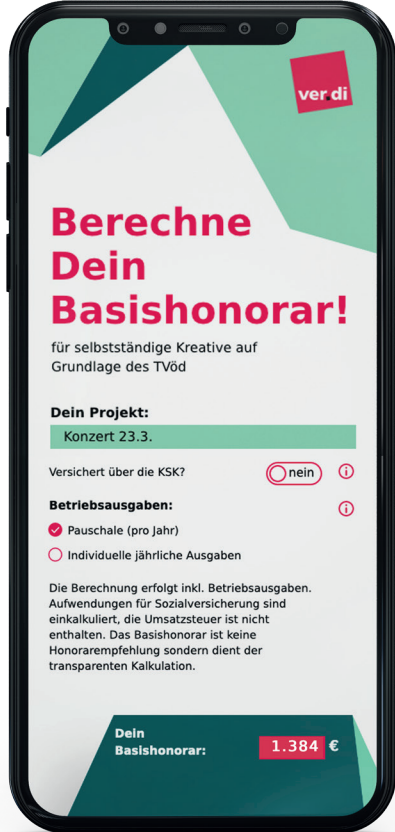 ver.di
Berechne
Dein
Basishonorar!
für selbstständige Kreative auf
Grundlage des TVöd
Dein Projekt:
Konzert 23.3.
Versichert über die KSK?
nein
i
Betriebsausgaben:
i
Pauschale (pro Jahr)
Individuelle jährliche Ausgaben
Die Berechnung erfolgt inkl. Betriebsausgaben.
Aufwendungen für Sozialversicherung sind
einkalkuliert, die Umsatzsteuer ist nicht
enthalten. Das Basishonorar ist keine
Honorarempfehlung sondern dient der
transparenten Kalkulation.
Dein
Basishonorar:
1.384 €